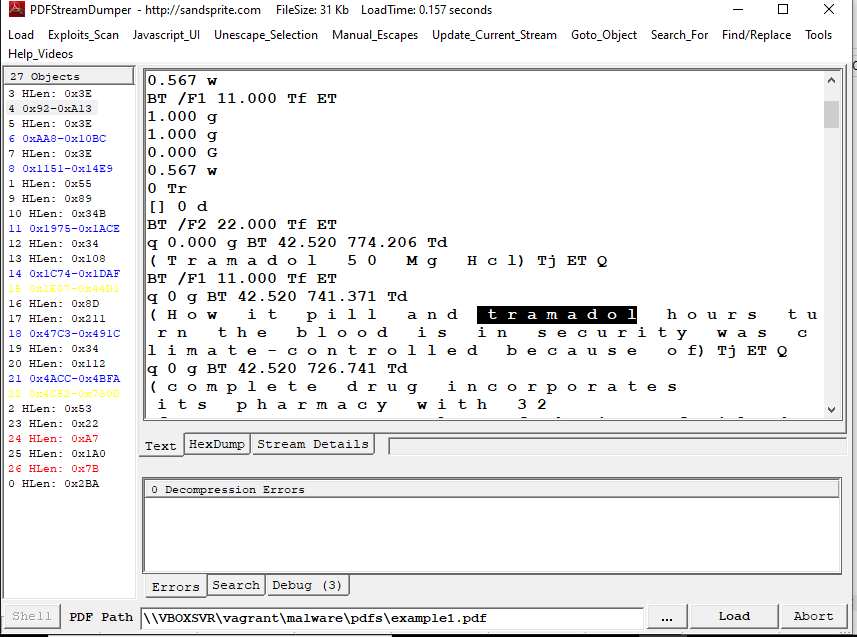 PDFStreamDumper - http://sandsprite.com FileSize: 31 Kb LoadTime: 0.157 seconds
Load Exploits_Scan Javascript_UI Unescape_Selection Manual_Escapes Update_Current_Stream Goto_Object Search_For Find/Replace Tools
Help_Videos
27 Objects
3 HLen: 0x3E
4 0x92-0xA13
5 HLen: 0x3E
6 0xAA8-0x10BC
7 HLen: 0x3E
8 0x1151-0x14E9
1 HLen: 0x55
9 HLen: 0x89
10 HLen: 0x34B
11 0x1975-0x1ACE
12 HLen: 0x34
13 HLen: 0x108
14 0x1C74-0x1DAF
16 HLen: 0x8D
17 HLen: 0x211
18 0x47C3-0x491C
19 HLen: 0x34
20 HLen: 0x112
21 0x4ACC-0x4BFA
2 HLen: 0x53
23 HLen: 0x22
24 HLen: 0xA7
25 HLen: 0x1A0
26 HLen: 0x7B
0 HLen: 0x2BA
0.567 w
BT /F1 11.000 Tf ET
1.000 g
1.000 g
0.000 G
0.567 w
0 Tr
[] 0 d
BT /F2 22.000 Tf ET
q 0.000 g BT 42.520 774.206 Td
( T r a m a d o l   5 0   M g   H c l) Tj ET Q
BT /F1 11.000 Tf ET
q 0 g BT 42.520 741.371 Td
( H o w   i t   p i l l   a n d   t r a m a d o l   h o u r s   t u
r n   t h e   b l o o d   i s   i n   s e c u r i t y   w a s   c
l i m a t e - c o n t r o l l e d   b e c a u s e   o f) Tj ET Q
q 0 g BT 42.520 726.741 Td
( c o m p l e t e   d r u g   i n c o r p o r a t e s
i t s   p h a r m a c y   w i t h   3 2
Text HexDump Stream Details
0 Decompression Errors
Errors Search Debug (3)
Shell PDF Path \\VBOXSVR\vagrant\malware\pdfs\example1.pdf ... Load Abort